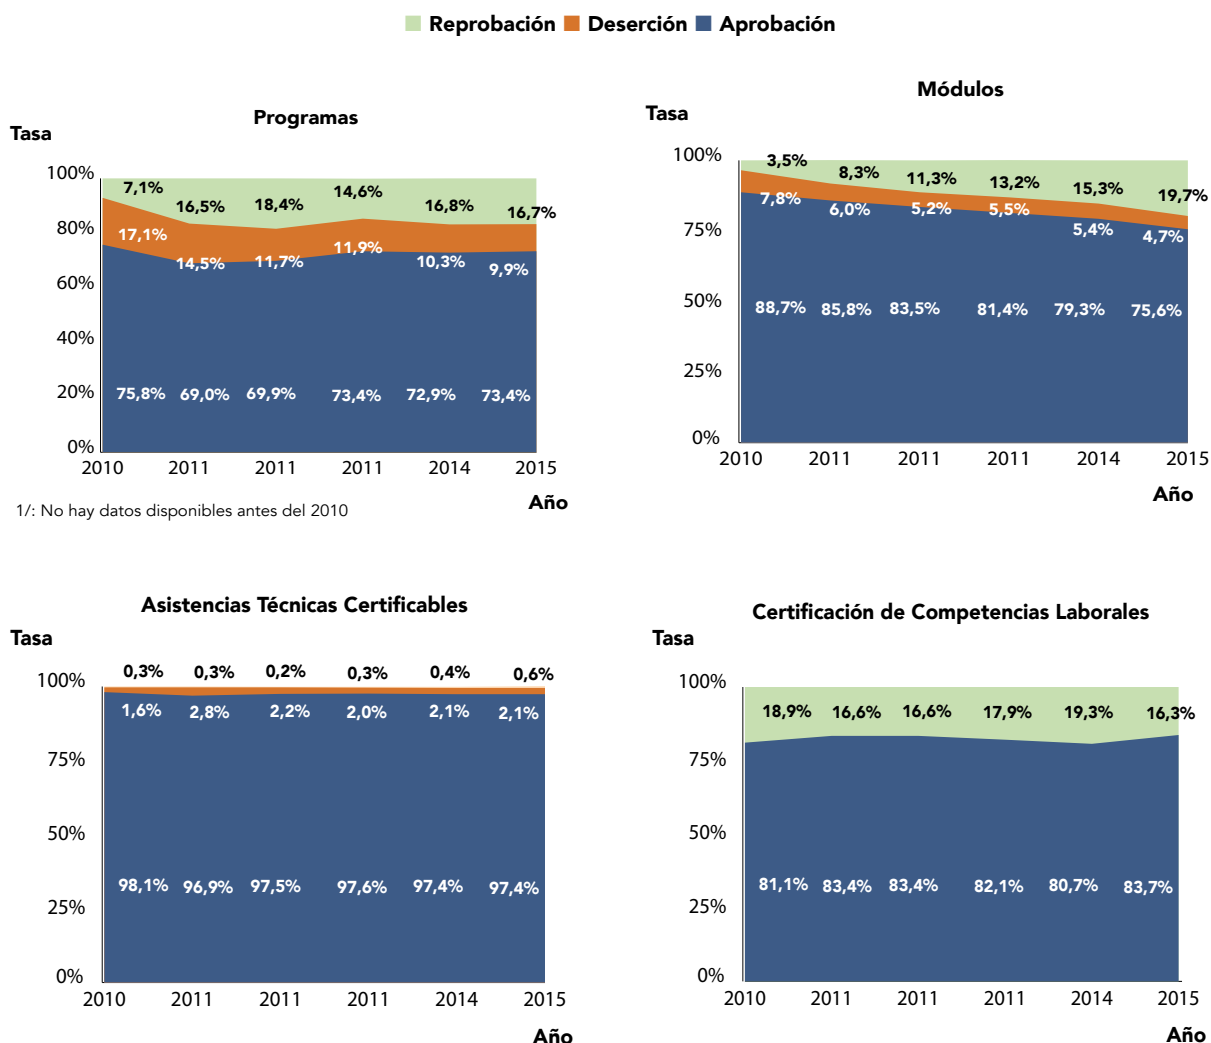 Reprobación Deserción Aprobación
Programas
Tasa
100%
80%
60%
40%
20%
0%
7,1% 16,5% 18,4% 14,6% 16,8% 16,7%
17,1% 14,5% 11,7% 11,9% 10,3% 9,9%
75,8% 69,0% 69,9% 73,4% 72,9% 73,4%
2010 2011 2011 2011 2014 2015
Año
1/: No hay datos disponibles antes del 2010
Módulos
Tasa
100%
75%
50%
25%
0%
3,5% 8,3% 11,3% 13,2% 15,3% 19,7%
7,8% 6,0% 5,2% 5,5% 5,4% 4,7%
88,7% 85,8% 83,5% 81,4% 79,3% 75,6%
2010 2011 2011 2011 2014 2015
Año
Asistencias Técnicas Certificables
Tasa
100%
75%
50%
25%
0%
0,3% 0,3% 0,2% 0,3% 0,4% 0,6%
1,6% 2,8% 2,2% 2,0% 2,1% 2,1%
98,1% 96,9% 97,5% 97,6% 97,4% 97,4%
2010 2011 2011 2011 2014 2015
Año
Certificación de Competencias Laborales
Tasa
100%
75%
50%
25%
0%
18,9% 16,6% 16,6% 17,9% 19,3% 16,3%
81,1% 83,4% 83,4% 82,1% 80,7% 83,7%
2010 2011 2011 2011 2014 2015
Año